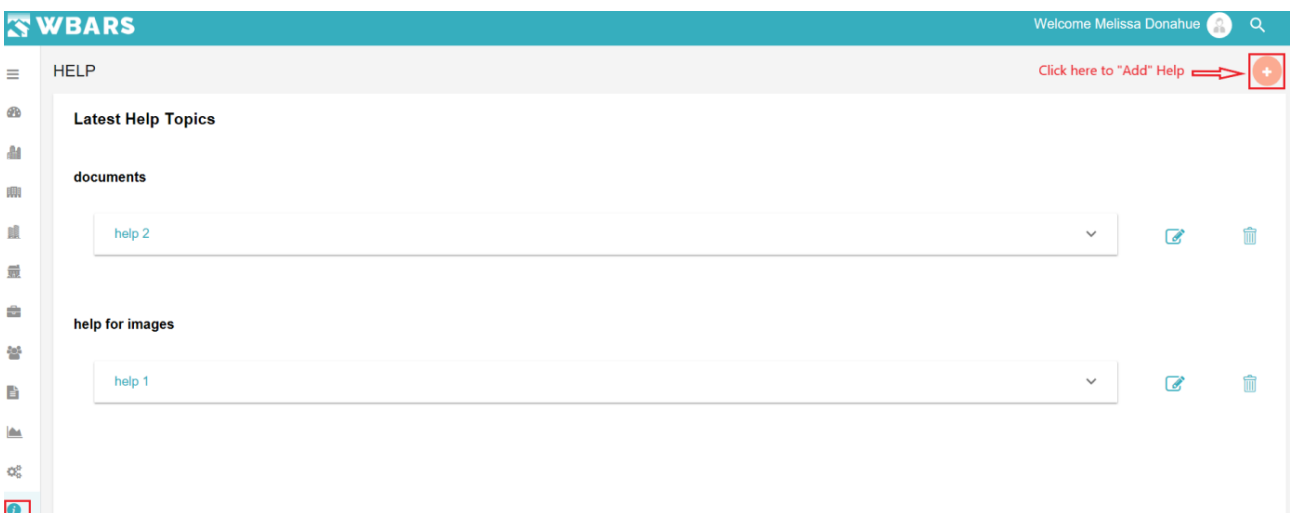 WBARS
Welcome Melissa Donahue
HELP
Click here to "Add" Help
Latest Help Topics
documents
help 2
help for images
help 1